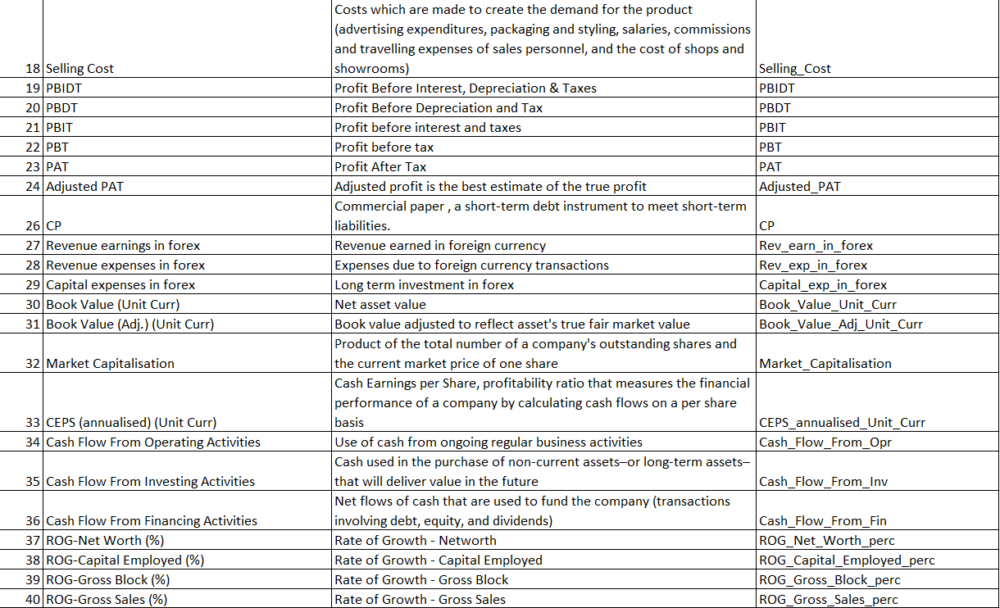 Costs which are made to create the demand for the product
(advertising expenditures, packaging and styling, salaries, commissions
and travelling expenses of sales personnel, and the cost of shops and
18 Selling Cost showrooms) Selling_Cost
19 PBIDT Profit Before Interest, Depreciation & Taxes PBIDT
20 PBDT Profit Before Depreciation and Tax PBDT
21 PBIT Profit before interest and taxes PBIT
22 PBT Profit before tax PBT
23 PAT Profit After Tax PAT
24 Adjusted PAT Adjusted profit is the best estimate of the true profit Adjusted_PAT
Commercial paper , a short-term debt instrument to meet short-term
26 CP liabilities. CP
27 Revenue earnings in forex Revenue earned in foreign currency Rev_earn_in_forex
28 Revenue expenses in forex Expenses due to foreign currency transactions Rev_exp_in_forex
29 Capital expenses in forex Long term investment in forex Capital_exp_in_forex
30 Book Value (Unit Curr) Net asset value Book_Value_Unit_Curr
31 Book Value (Adj.) (Unit Curr) Book value adjusted to reflect asset's true fair market value Book_Value_Adj_Unit_Curr
Product of the total number of a company's outstanding shares and
32 Market Capitalisation the current market price of one share Market_Capitalisation
Cash Earnings per Share, profitability ratio that measures the financial
performance of a company by calculating cash flows on a per share
33 CEPS (annualised) (Unit Curr) basis CEPS_annualised_Unit_Curr
34 Cash Flow From Operating Activities Use of cash from ongoing regular business activities Cash_Flow_From_Opr
Cash used in the purchase of non-current assets–or long-term assets–
35 Cash Flow From Investing Activities that will deliver value in the future Cash_Flow_From_Inv
Net flows of cash that are used to fund the company (transactions
36 Cash Flow From Financing Activities involving debt, equity, and dividends) Cash_Flow_From_Fin
37 ROG-Net Worth (%) Rate of Growth - Networth ROG_Net_Worth_perc
38 ROG-Capital Employed (%) Rate of Growth - Capital Employed ROG_Capital_Employed_perc
39 ROG-Gross Block (%) Rate of Growth - Gross Block ROG_Gross_Block_perc
40 ROG-Gross Sales (%) Rate of Growth - Gross Sales ROG_Gross_Sales_perc